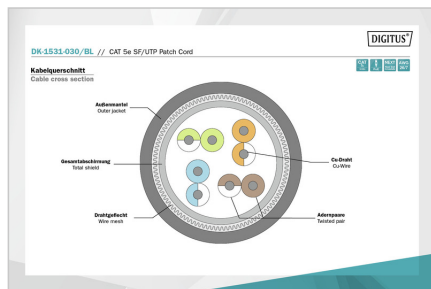 DIGITUS®
DK-1531-030/BL // CAT 5e SF/UTP Patch Cord
Kabelquerschnitt
Cable cross section
Außenmantel
Outer jacket
Gesamtabschirmung
Total shield
Cu-Draht
Cu-Wire
Drahtgeflecht
Wire mesh
Adernpaare
Twisted pair